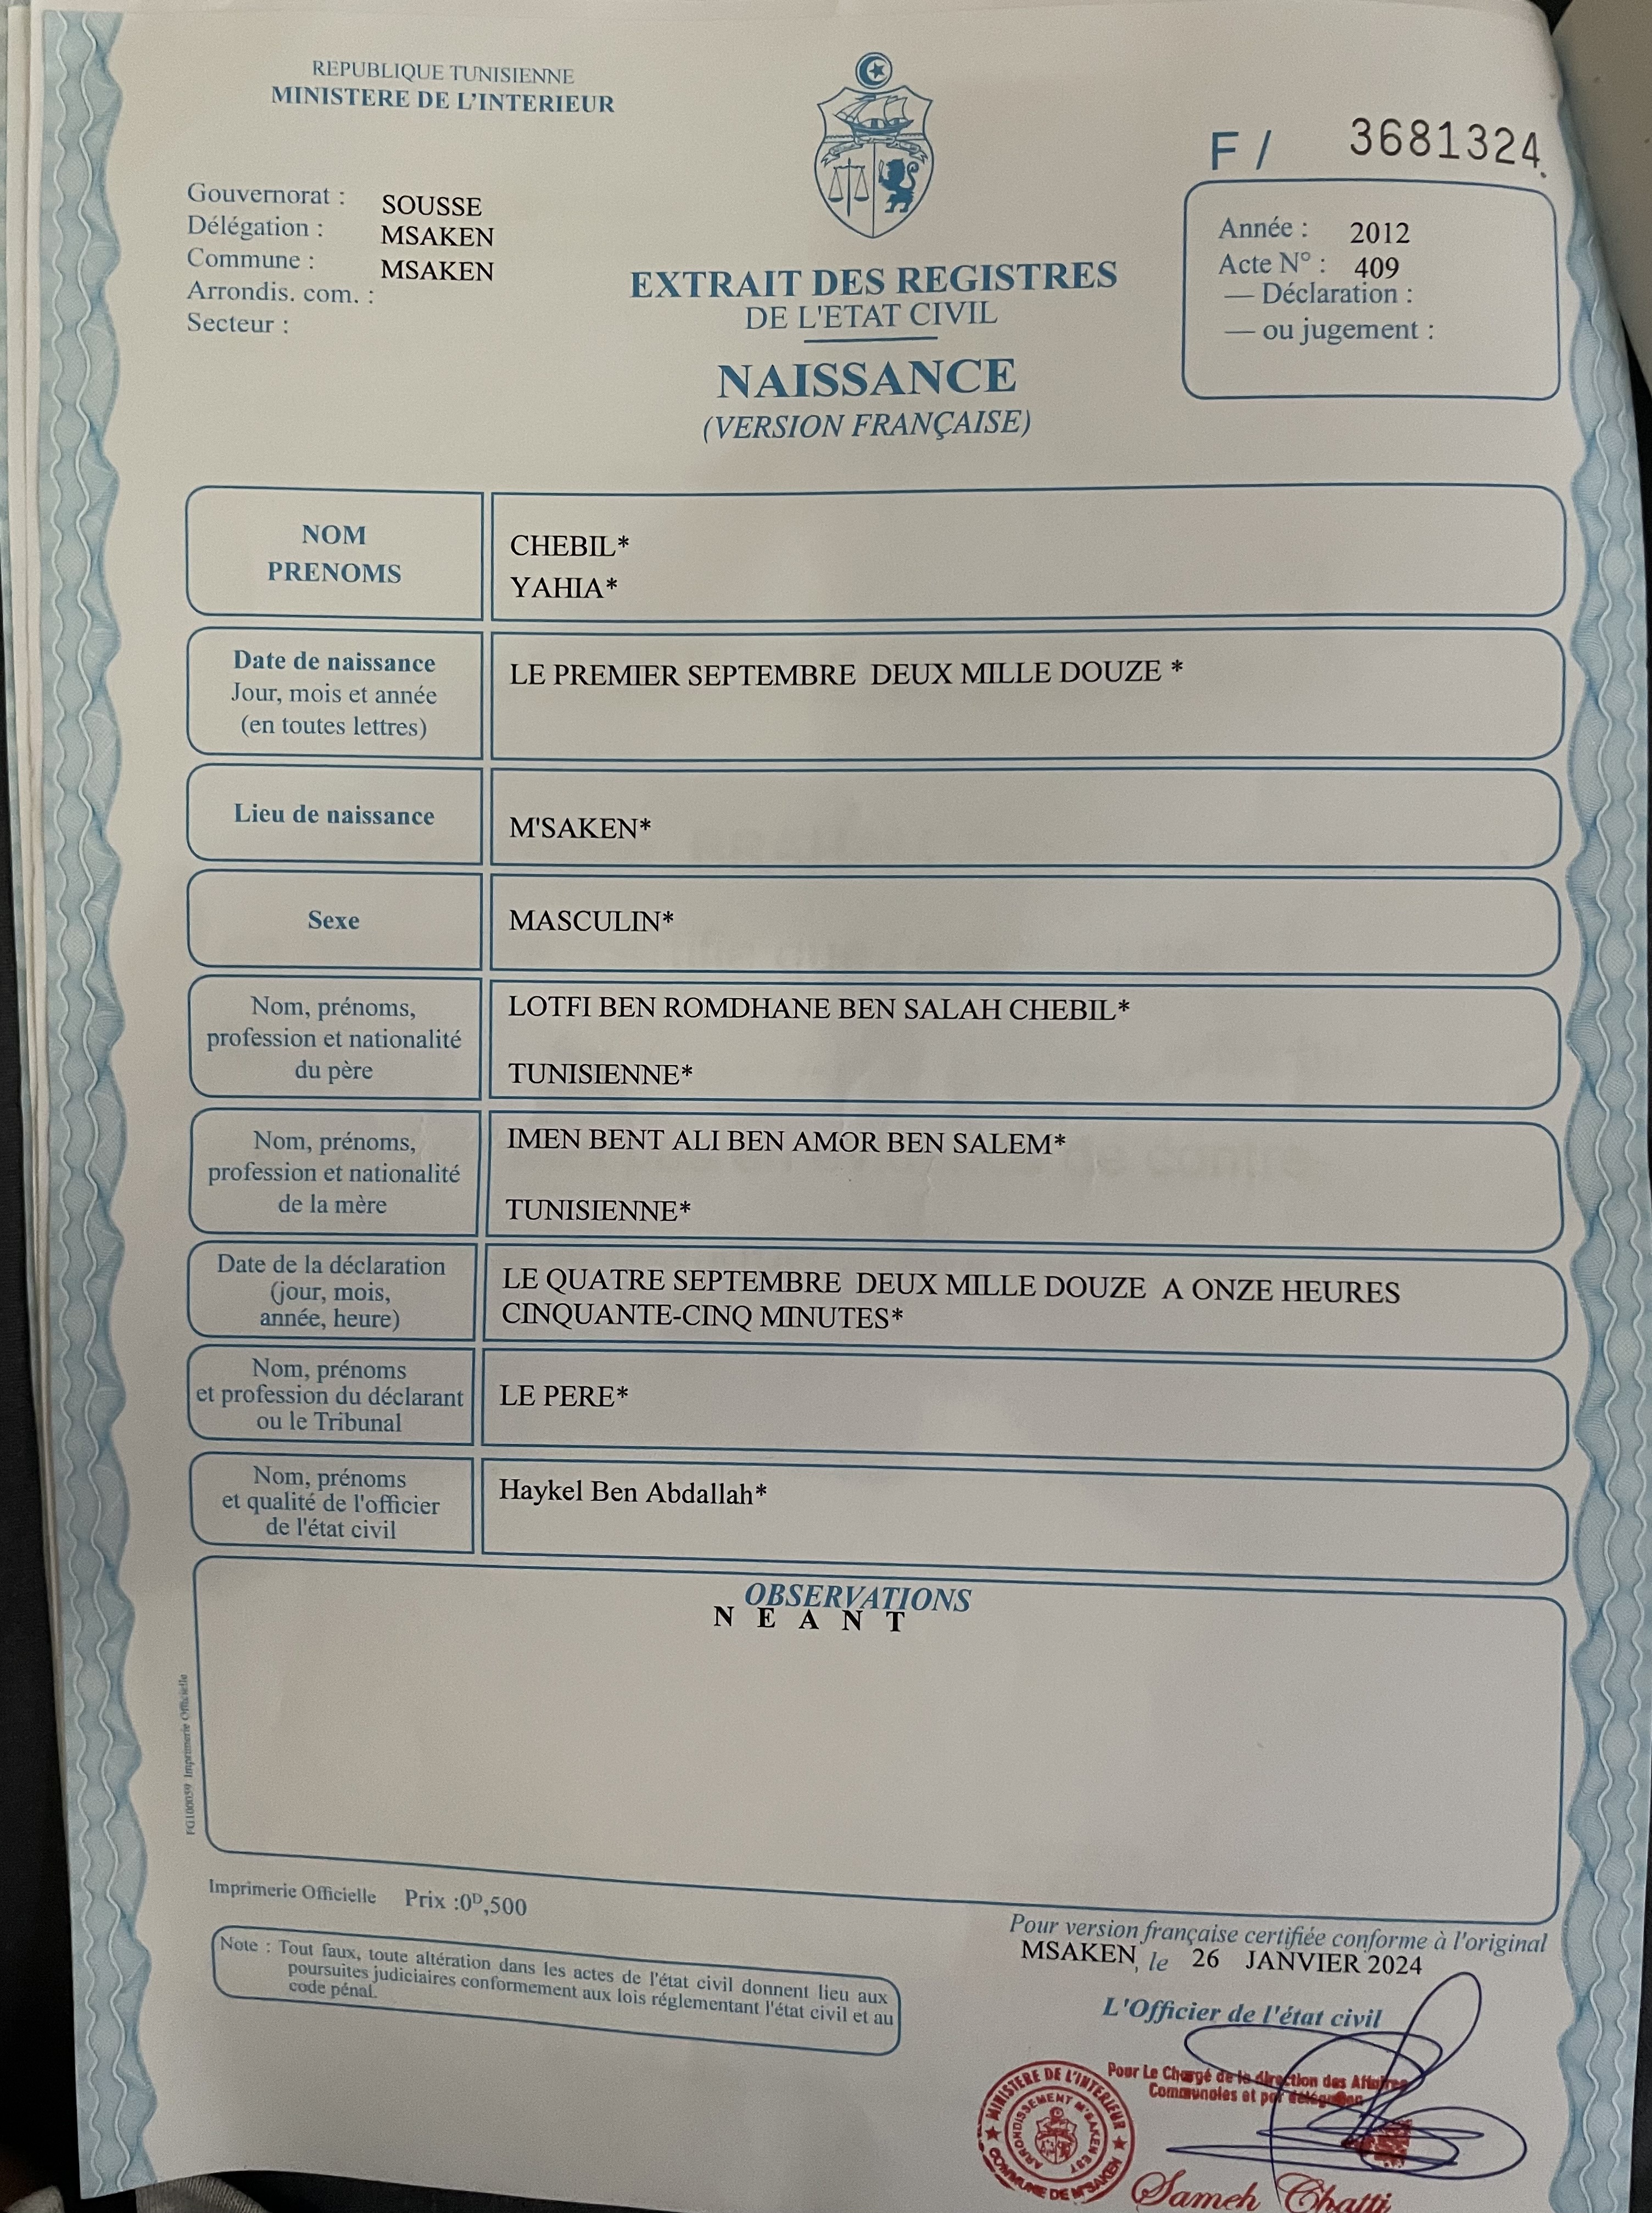 REPUBLIQUE TUNISIENNE
MINISTERE DE L'INTERIEUR
F / 3681324
Gouvernorat : SOUSSE
Délégation : MSAKEN
Commune : MSAKEN
Arrondis. com. :
Secteur :
EXTRAIT DES REGISTRES
DE L'ETAT CIVIL
NAISSANCE
(VERSION FRANÇAISE)
Année : 2012
Acte N° : 409
— Déclaration :
— ou jugement :
NOM
PRENOMS
CHEBIL*
YAHIA*
Date de naissance
Jour, mois et année
(en toutes lettres)
LE PREMIER SEPTEMBRE DEUX MILLE DOUZE *
Lieu de naissance
M'SAKEN*
Sexe
MASCULIN*
Nom, prénoms,
profession et nationalité
du père
LOTFI BEN ROMDHANE BEN SALAH CHEBIL*
TUNISIENNE*
Nom, prénoms,
profession et nationalité
de la mère
IMEN BENT ALI BEN AMOR BEN SALEM*
TUNISIENNE*
Date de la déclaration
(jour, mois,
année, heure)
LE QUATRE SEPTEMBRE DEUX MILLE DOUZE A ONZE HEURES
CINQUANTE-CINQ MINUTES*
Nom, prénoms
et profession du déclarant
ou le Tribunal
LE PERE*
Nom, prénoms
et qualité de l'officier
de l'état civil
Haykel Ben Abdallah*
OBSERVATIONS
N E A N T
FG100059 Imprimerie Officielle
Imprimerie Officielle Prix :0ᴰ,500
Note : Tout faux, toute altération dans les actes de l'état civil donnent lieu aux
poursuites judiciaires conformement aux lois réglementant l'état civil et au
code pénal.
Pour version française certifiée conforme à l'original
MSAKEN, le 26 JANVIER 2024
L'Officier de l'état civil
Pour Le Chargé de la direction des Affaires
Communales et par délégation
MINISTERE DE L'INTERIEUR
COMMUNE DE M'SAKEN
ARRONDISSEMENT M'SAKEN EST
Sameh Chatti